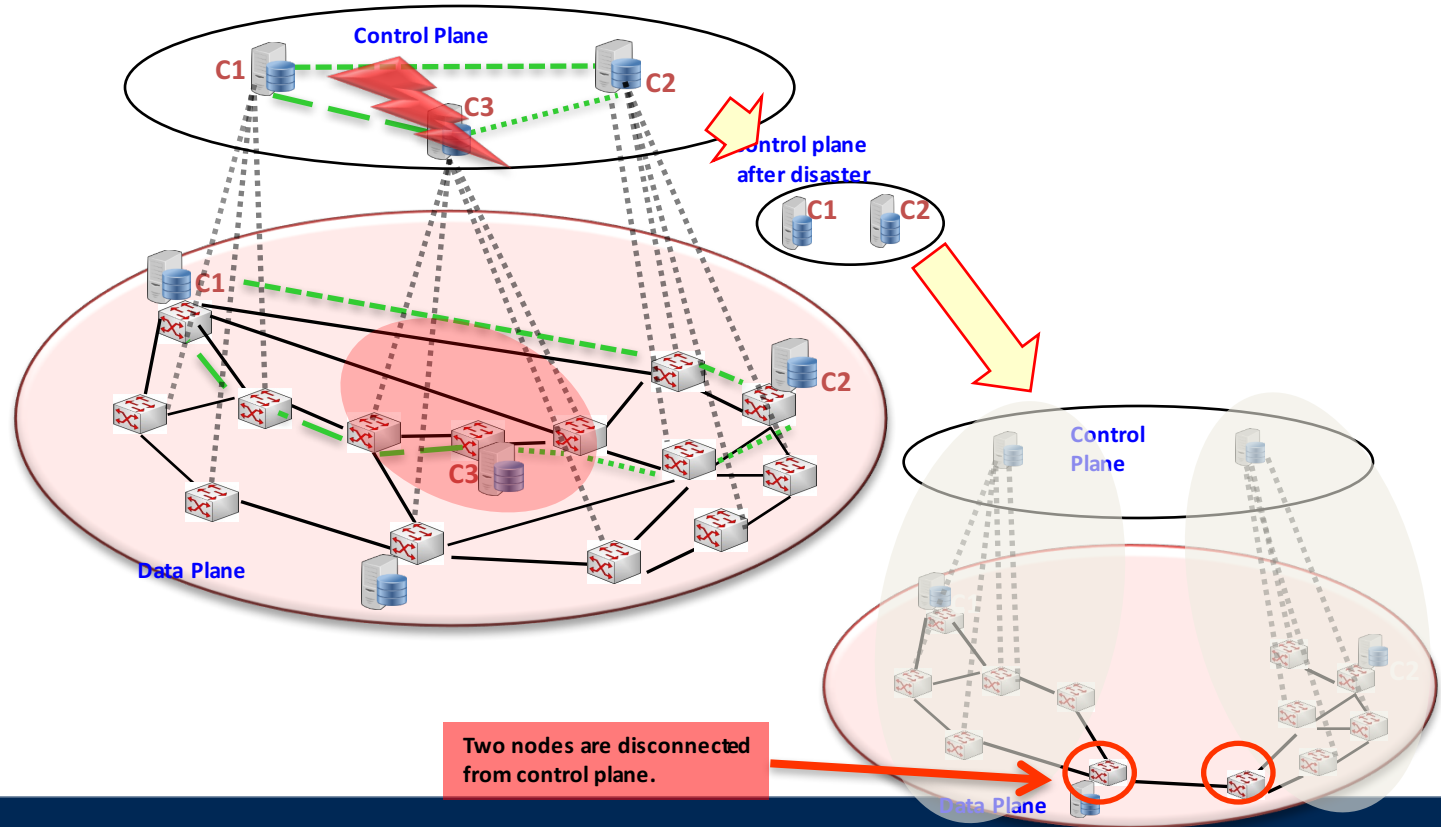 Control Plane
C1
C2
C3
ontrol plane
after disaster
C1
C2
C1
C2
C3
Data Plane
Control
Plane
C2
Two nodes are disconnected
from control plane.
Data Plane